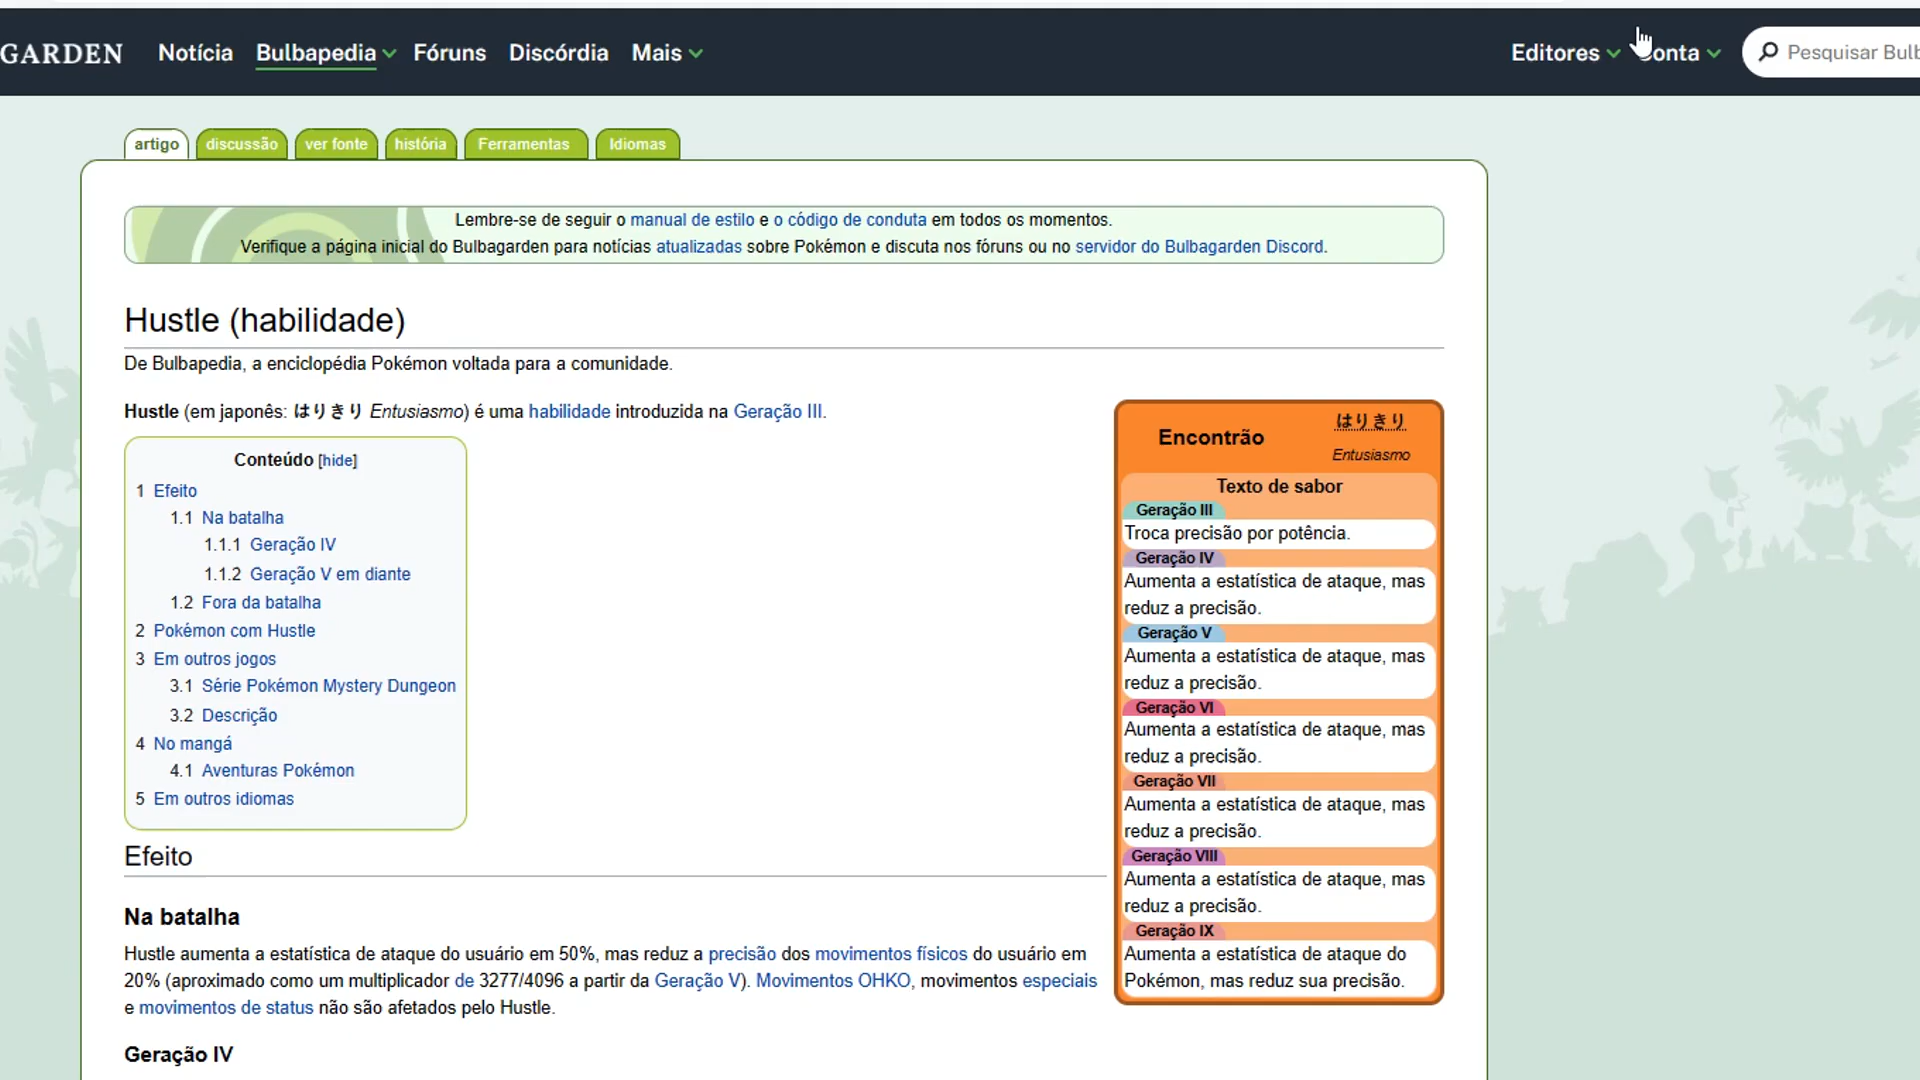 GARDEN Notícia Bulbapedia Fóruns Discórdia Mais Editores Pesquisar
artigo discussão ver fonte história Ferramentas Idiomas
Lembre-se de seguir o manual de estilo e o código de conduta em todos os momentos.
Verifique a página inicial do Bulbagarden para notícias atualizadas sobre Pokémon e discuta nos fóruns ou no servidor do Bulbagarden Discord.
Hustle (habilidade)
De Bulbapedia, a enciclopédia Pokémon voltada para a comunidade.
Hustle (em japonês: はりきり Entusiasmo) é uma habilidade introduzida na Geração III.
Conteúdo [hide]
1 Efeito
1.1 Na batalha
1.1.1 Geração IV
1.1.2 Geração V em diante
1.2 Fora da batalha
2 Pokémon com Hustle
3 Em outros jogos
3.1 Série Pokémon Mystery Dungeon
3.2 Descrição
4 No mangá
4.1 Aventuras Pokémon
5 Em outros idiomas
Encontrão
はりきり
Entusiasmo
Texto de sabor
Geração III
Troca precisão por potência.
Geração IV
Aumenta a estatística de ataque, mas
reduz a precisão.
Geração V
Aumenta a estatística de ataque, mas
reduz a precisão.
Geração VI
Aumenta a estatística de ataque, mas
reduz a precisão.
Geração VII
Aumenta a estatística de ataque, mas
reduz a precisão.
Geração VIII
Aumenta a estatística de ataque, mas
reduz a precisão.
Geração IX
Aumenta a estatística de ataque do
Pokémon, mas reduz sua precisão.
Efeito
Na batalha
Hustle aumenta a estatística de ataque do usuário em 50%, mas reduz a precisão dos movimentos físicos do usuário em
20% (aproximado como um multiplicador de 3277/4096 a partir da Geração V). Movimentos OHKO, movimentos especiais
e movimentos de status não são afetados pelo Hustle.
Geração IV